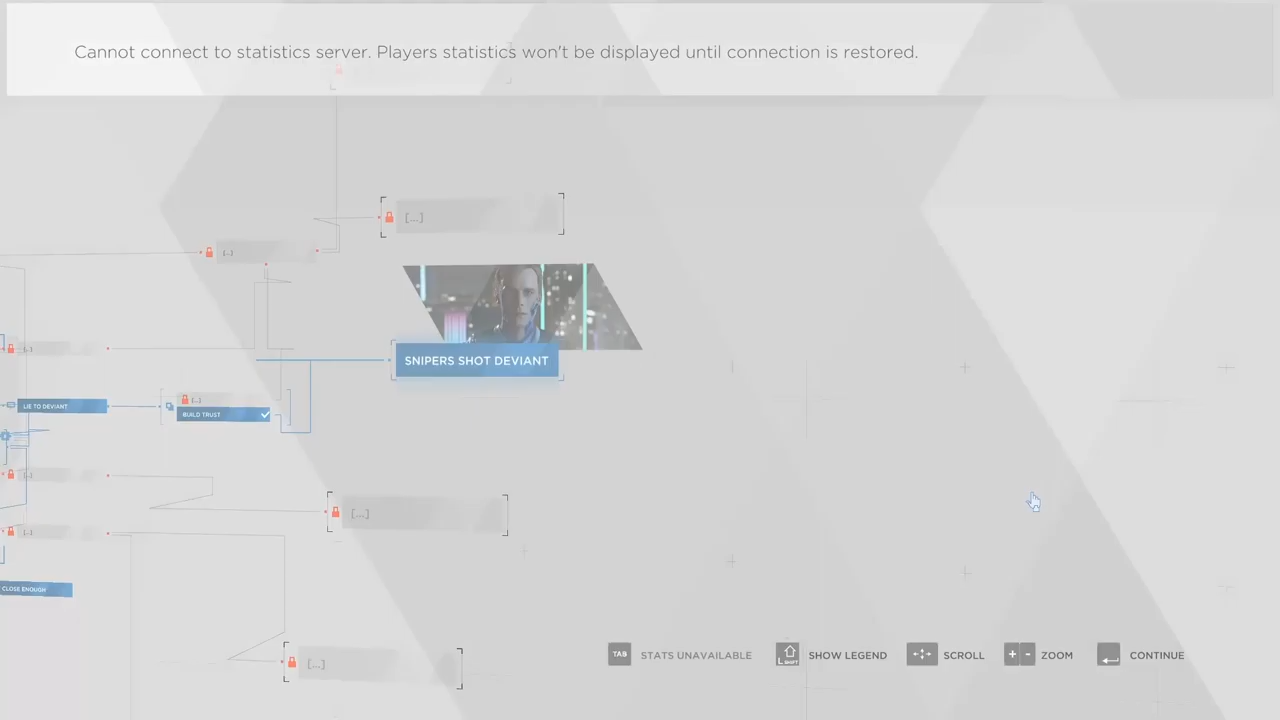 Cannot connect to statistics server. Players statistics won't be displayed until connection is restored.
[...]
[...]
SNIPERS SHOT DEVIANT
[...]
[...]
LIE TO DEVIANT
BUILD TRUST
[...]
[...]
[...]
CLOSE ENOUGH
[...]
TAB STATS UNAVAILABLE L SHIFT SHOW LEGEND SCROLL + - ZOOM CONTINUE